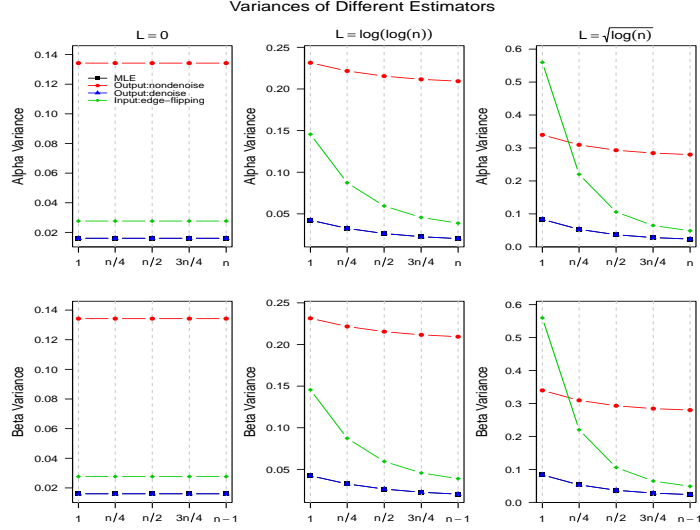 Variances of Different Estimators
L = 0
L = log(log(n))
L = √log(n)
Alpha Variance
0.14
0.12
0.10
0.08
0.06
0.04
0.02
MLE
Output:nondenoise
Output:denoise
Input:edge−flipping
1 n/4 n/2 3n/4 n
Alpha Variance
0.25
0.20
0.15
0.10
0.05
1 n/4 n/2 3n/4 n
Alpha Variance
0.6
0.5
0.4
0.3
0.2
0.1
0.0
1 n/4 n/2 3n/4 n
Beta Variance
0.14
0.12
0.10
0.08
0.06
0.04
0.02
1 n/4 n/2 3n/4 n−1
Beta Variance
0.25
0.20
0.15
0.10
0.05
1 n/4 n/2 3n/4 n−1
Beta Variance
0.6
0.5
0.4
0.3
0.2
0.1
0.0
1 n/4 n/2 3n/4 n−1